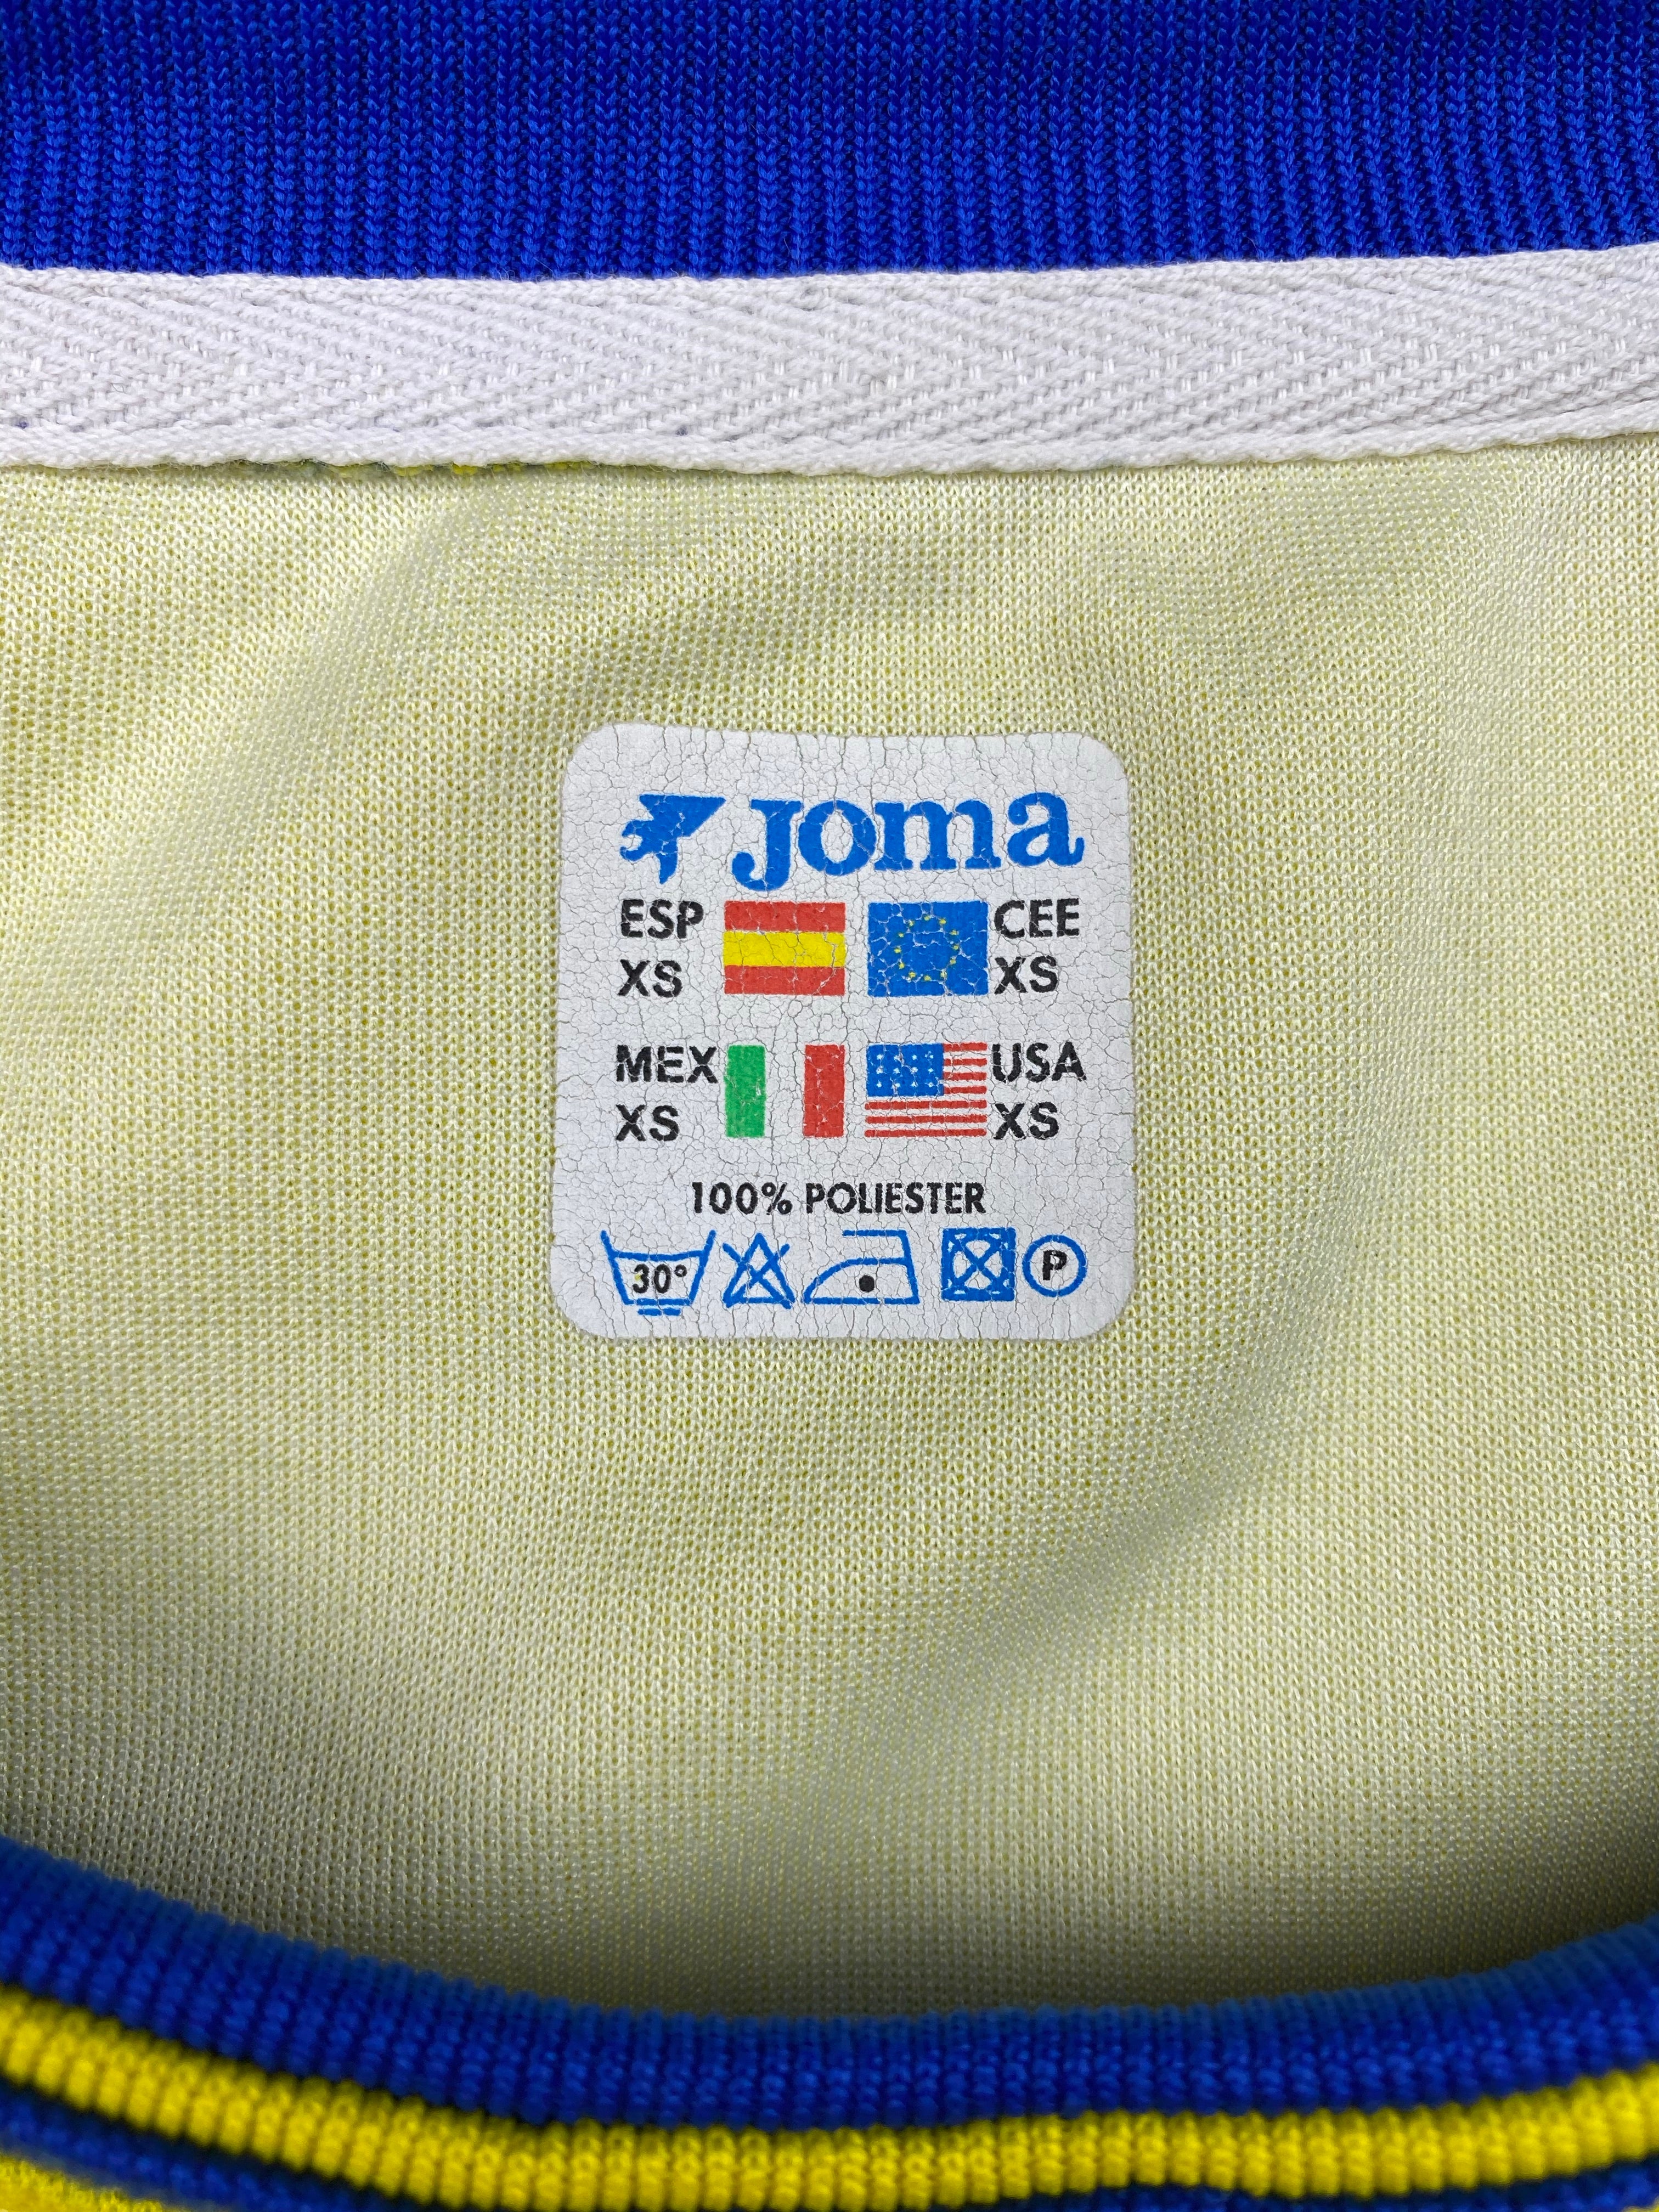 Joma
ESP CEE
XS XS
MEX USA
XS XS
100% POLIESTER
30° P